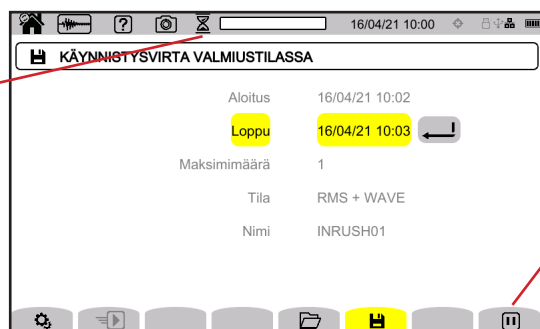 ? 16/04/21 10:00
KÄYNNISTYSVIRTA VALMIUSTILASSA
Aloitus 16/04/21 10:02
Loppu 16/04/21 10:03
Maksimimäärä 1
Tila RMS + WAVE
Nimi INRUSH01